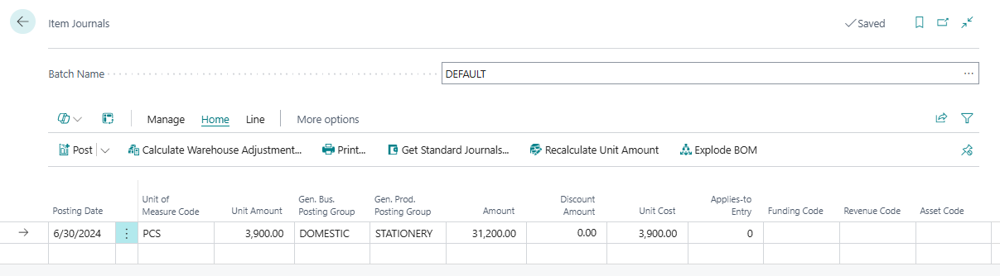 Item Journals Saved
Batch Name DEFAULT
Manage Home Line More options
Post Calculate Warehouse Adjustment... Print... Get Standard Journals... Recalculate Unit Amount Explode BOM
Unit of Gen. Bus. Gen. Prod. Discount Applies-to
Posting Date Measure Code Unit Amount Posting Group Posting Group Amount Amount Unit Cost Entry Funding Code Revenue Code Asset Code
6/30/2024 PCS 3,900.00 DOMESTIC STATIONERY 31,200.00 0.00 3,900.00 0